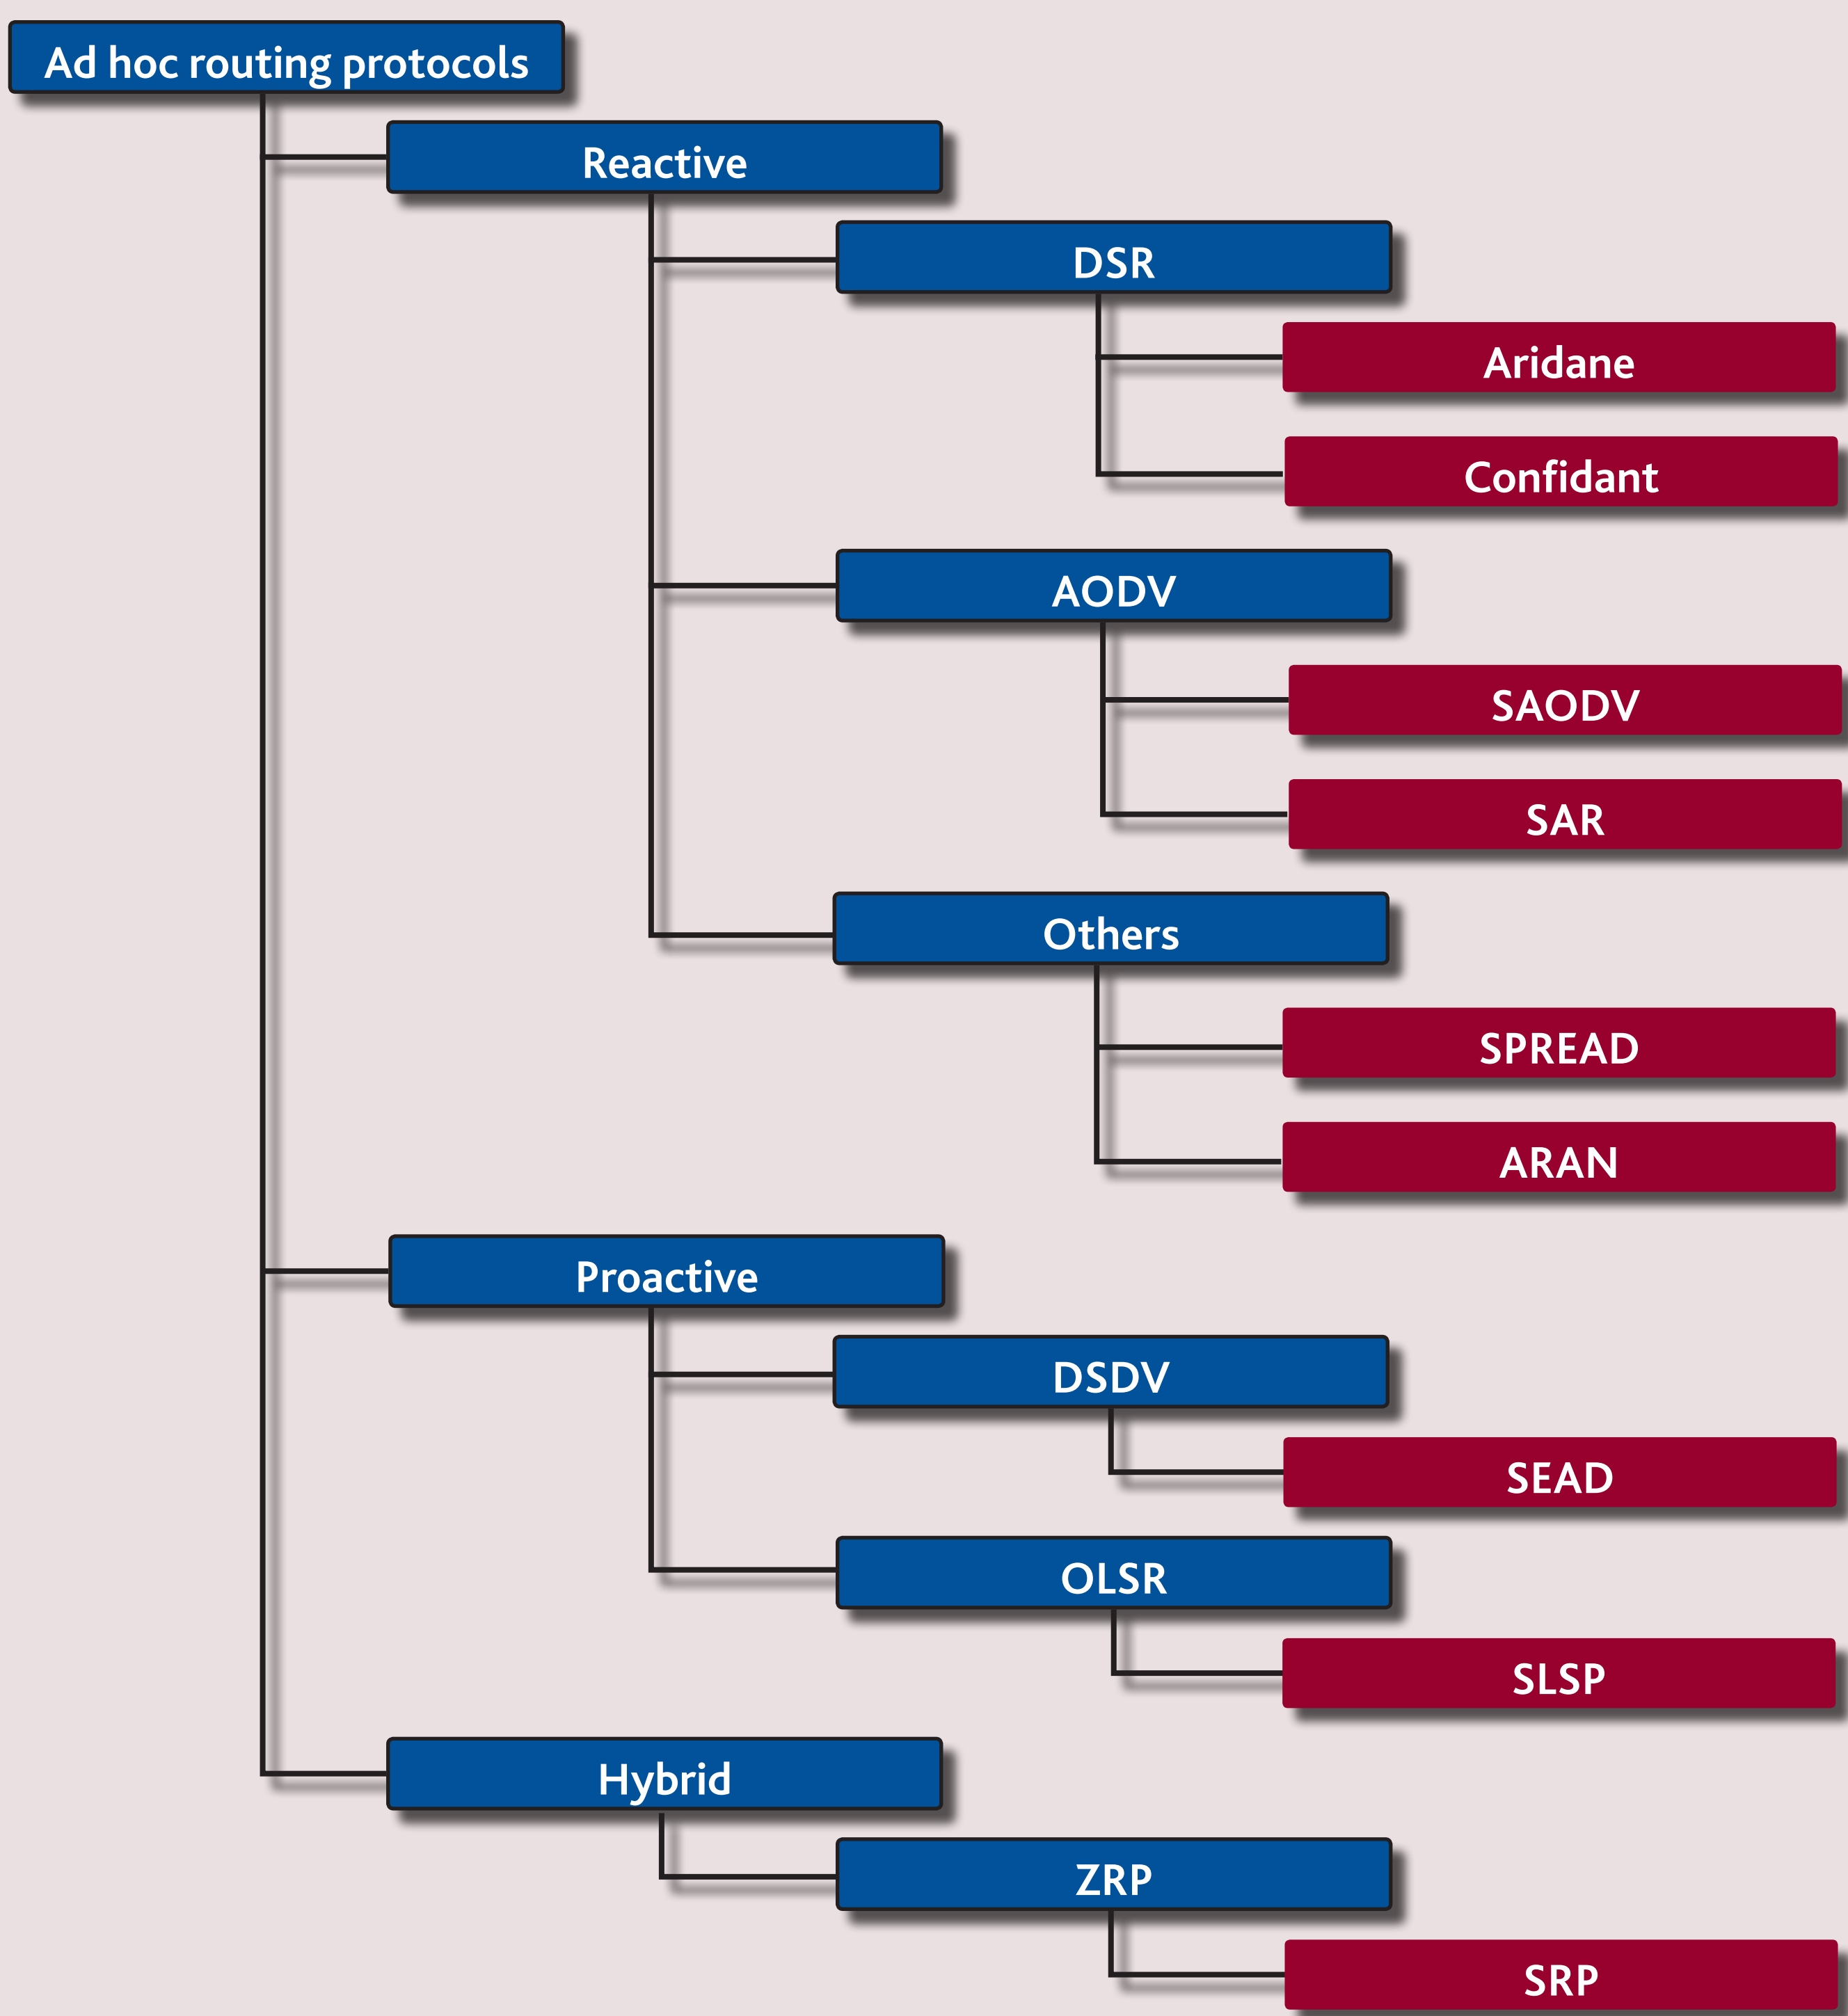 Ad hoc routing protocols
Reactive
DSR
Aridane
Confidant
AODV
SAODV
SAR
Others
SPREAD
ARAN
Proactive
DSDV
SEAD
OLSR
SLSP
Hybrid
ZRP
SRP